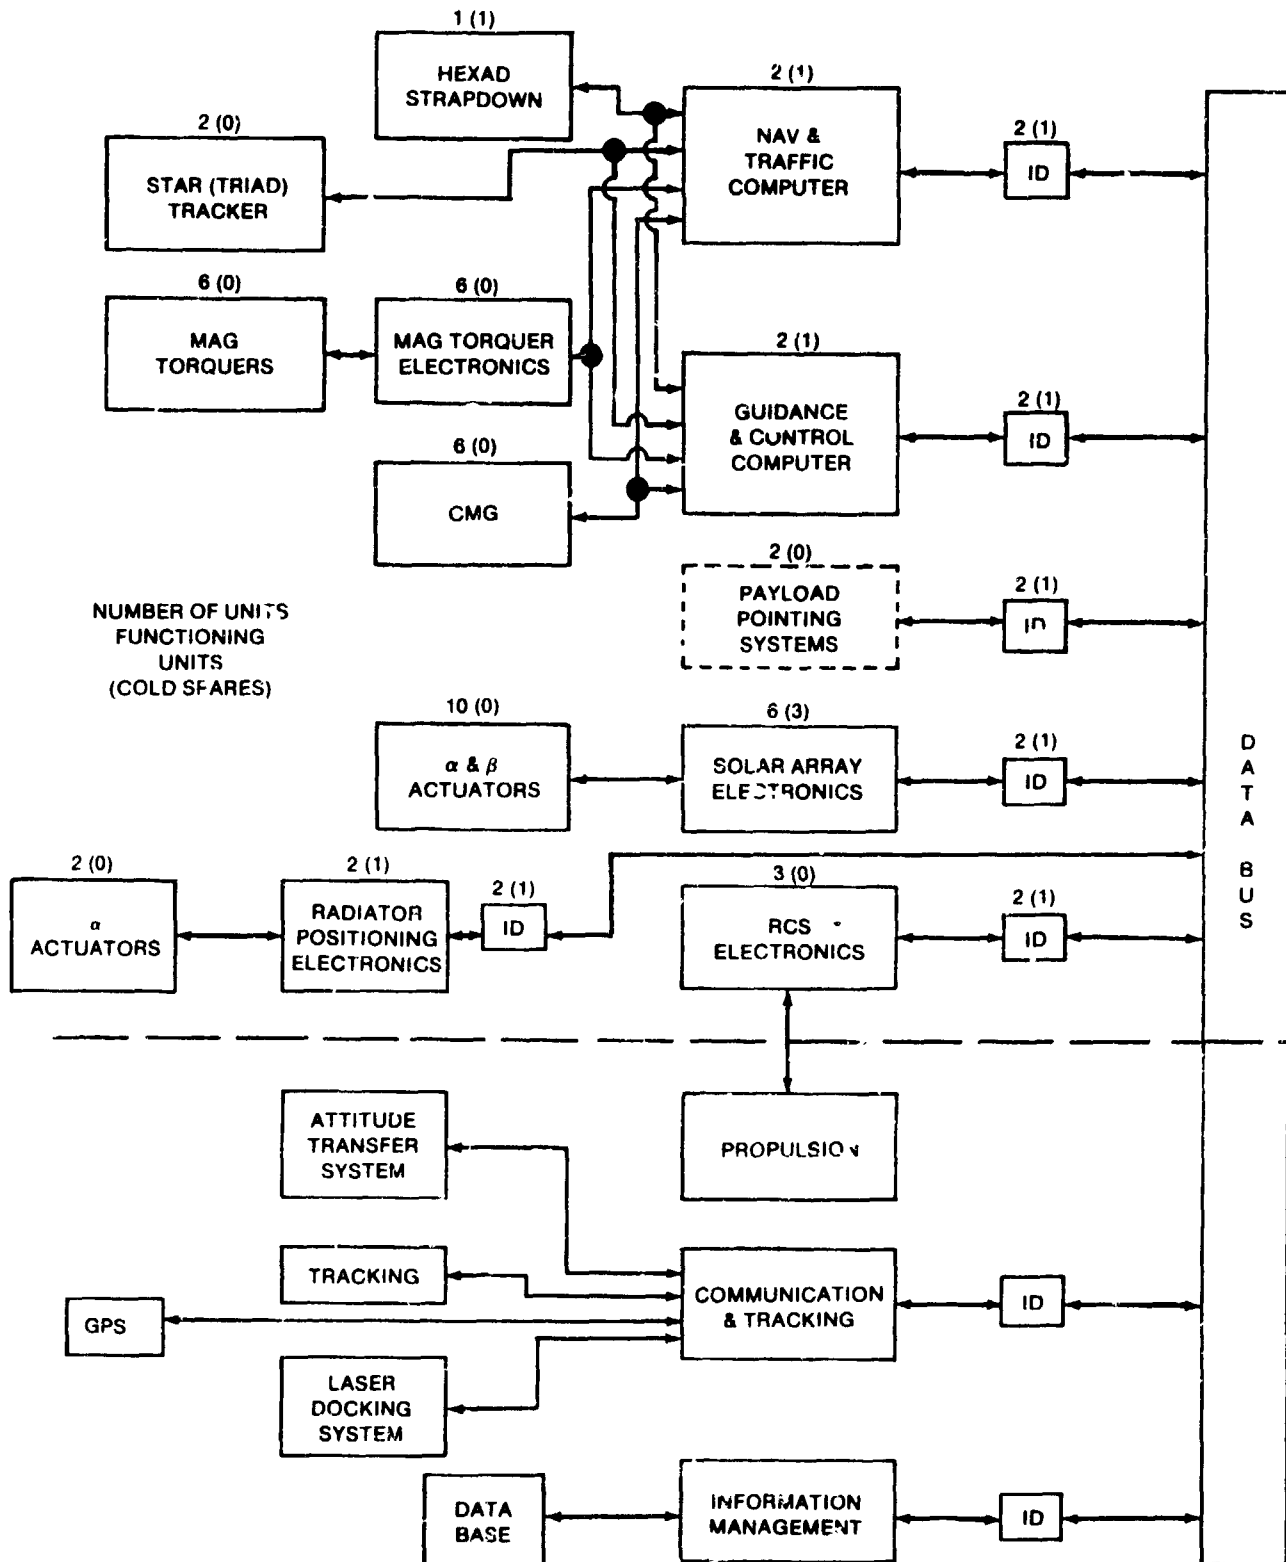 1 (1)
HEXAD
STRAPDOWN
2 (1)
NAV &
TRAFFIC
COMPUTER
2 (1)
ID
2 (0)
STAR (TRIAD)
TRACKER
6 (0)
MAG
TORQUERS
6 (0)
MAG TORQUER
ELECTRONICS
2 (1)
GUIDANCE
& CONTROL
COMPUTER
2 (1)
ID
6 (0)
CMG
2 (0)
PAYLOAD
POINTING
SYSTEMS
2 (1)
ID
NUMBER OF UNITS
FUNCTIONING
UNITS
(COLD SPARES)
10 (0)
α & β
ACTUATORS
6 (3)
SOLAR ARRAY
ELECTRONICS
2 (1)
ID
DATA BUS
2 (0)
α
ACTUATORS
2 (1)
RADIATOR
POSITIONING
ELECTRONICS
2 (1)
ID
3 (0)
RCS
ELECTRONICS
2 (1)
ID
ATTITUDE
TRANSFER
SYSTEM
PROPULSION
TRACKING
GPS
LASER
DOCKING
SYSTEM
COMMUNICATION
& TRACKING
ID
DATA
BASE
INFORMATION
MANAGEMENT
ID